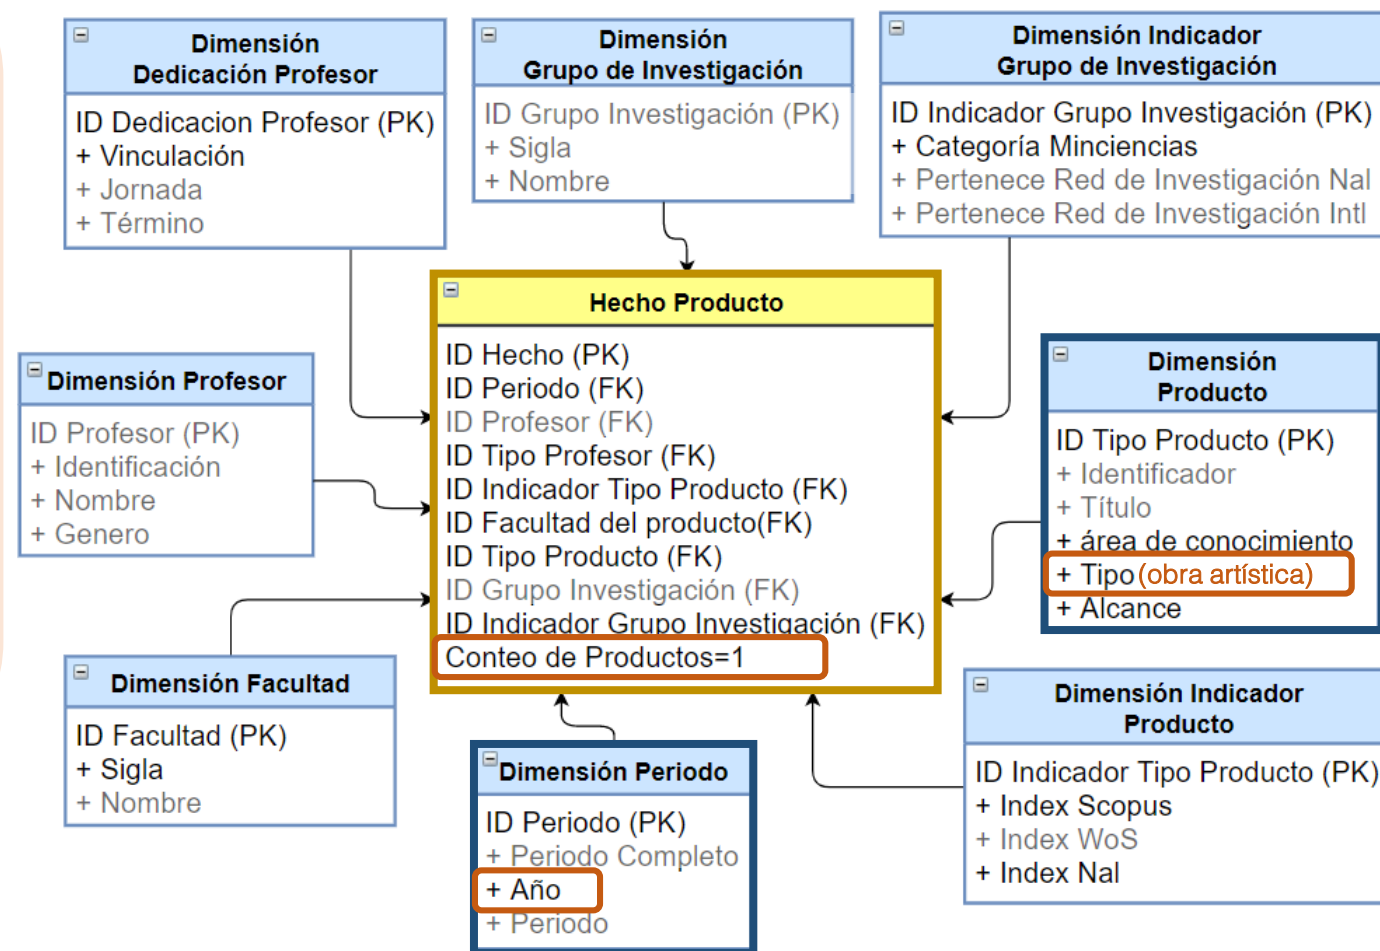 Dimensión
Dedicación Profesor
ID Dedicacion Profesor (PK)
+ Vinculación
+ Jornada
+ Término
Dimensión
Grupo de Investigación
ID Grupo Investigación (PK)
+ Sigla
+ Nombre
Dimensión Indicador
Grupo de Investigación
ID Indicador Grupo Investigación (PK)
+ Categoría Minciencias
+ Pertenece Red de Investigación Nal
+ Pertenece Red de Investigación Intl
Dimensión Profesor
ID Profesor (PK)
+ Identificación
+ Nombre
+ Genero
Hecho Producto
ID Hecho (PK)
ID Periodo (FK)
ID Profesor (FK)
ID Tipo Profesor (FK)
ID Indicador Tipo Producto (FK)
ID Facultad del producto(FK)
ID Tipo Producto (FK)
ID Grupo Investigación (FK)
ID Indicador Grupo Investigación (FK)
Conteo de Productos=1
Dimensión
Producto
ID Tipo Producto (PK)
+ Identificador
+ Título
+ área de conocimiento
+ Tipo (obra artística)
+ Alcance
Dimensión Facultad
ID Facultad (PK)
+ Sigla
+ Nombre
Dimensión Periodo
ID Periodo (PK)
+ Periodo Completo
+ Año
+ Periodo
Dimensión Indicador
Producto
ID Indicador Tipo Producto (PK)
+ Index Scopus
+ Index WoS
+ Index Nal